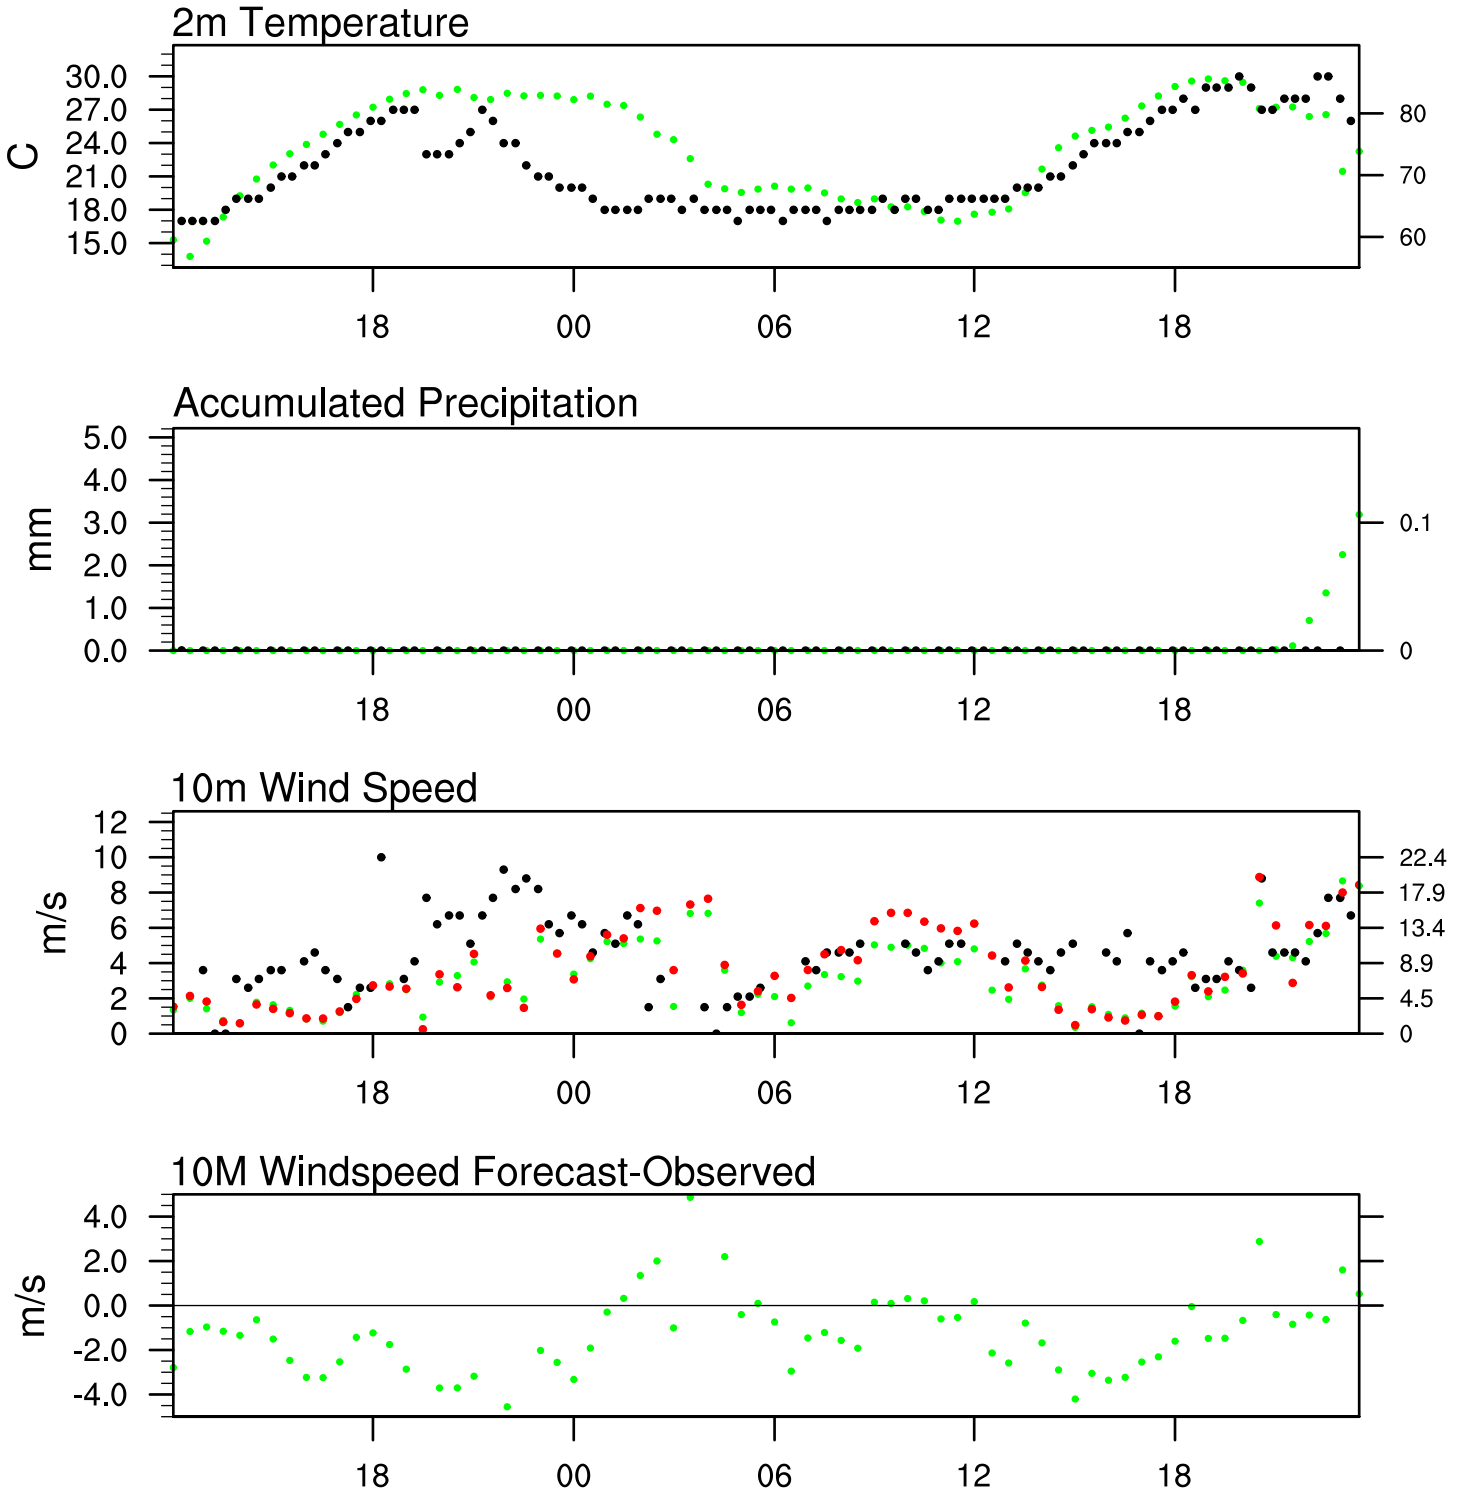 2m Temperature
30.0
27.0
24.0
21.0
18.0
15.0
C
80
70
60
18 00 06 12 18
Accumulated Precipitation
5.0
4.0
3.0
2.0
1.0
0.0
mm
0.1
0
18 00 06 12 18
10m Wind Speed
12
10
8
6
4
2
0
m/s
22.4
17.9
13.4
8.9
4.5
0
18 00 06 12 18
10M Windspeed Forecast-Observed
4.0
2.0
0.0
-2.0
-4.0
m/s
18 00 06 12 18